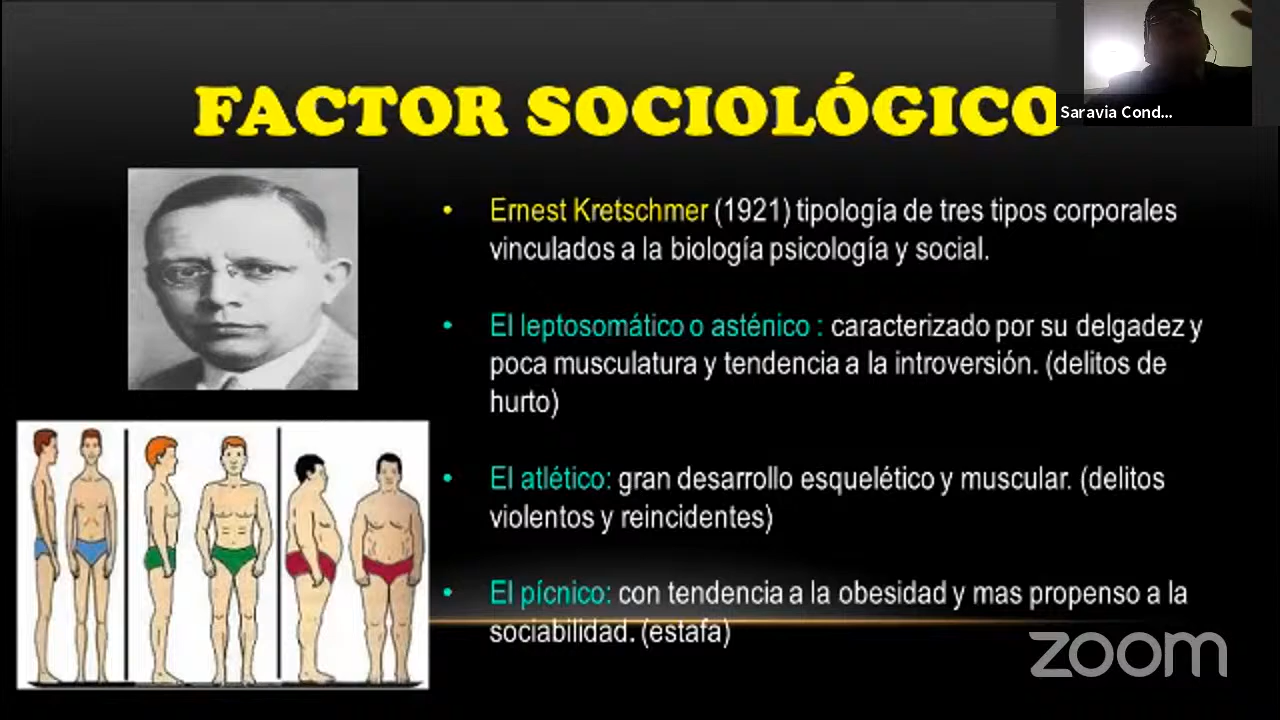 FACTOR SOCIOLÓGICO
Saravia Cond...
• Ernest Kretschmer (1921) tipología de tres tipos corporales
vinculados a la biología psicología y social.
• El leptosomático o asténico : caracterizado por su delgadez y
poca musculatura y tendencia a la introversión. (delitos de
hurto)
• El atlético: gran desarrollo esquelético y muscular. (delitos
violentos y reincidentes)
• El pícnico: con tendencia a la obesidad y mas propenso a la
sociabilidad. (estafa)
zoom